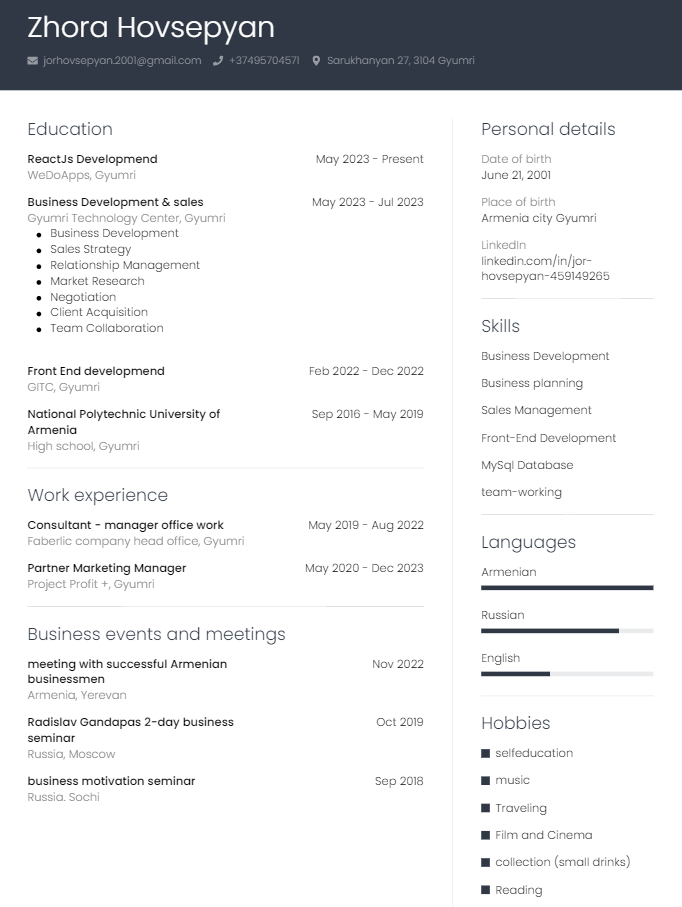 Zhora Hovsepyan
jorhovsepyan.2001@gmail.com +37495704571 Sarukhanyan 27, 3104 Gyumri
Education
ReactJs Developmend May 2023 - Present
WeDoApps, Gyumri
Business Development & sales May 2023 - Jul 2023
Gyumri Technology Center, Gyumri
Business Development
Sales Strategy
Relationship Management
Market Research
Negotiation
Client Acquisition
Team Collaboration
Front End developmend Feb 2022 - Dec 2022
GITC, Gyumri
National Polytechnic University of Sep 2016 - May 2019
Armenia
High school, Gyumri
Work experience
Consultant - manager office work May 2019 - Aug 2022
Faberlic company head office, Gyumri
Partner Marketing Manager May 2020 - Dec 2023
Project Profit +, Gyumri
Business events and meetings
meeting with successful Armenian Nov 2022
businessmen
Armenia, Yerevan
Radislav Gandapas 2-day business Oct 2019
seminar
Russia, Moscow
business motivation seminar Sep 2018
Russia. Sochi
Personal details
Date of birth
June 21, 2001
Place of birth
Armenia city Gyumri
LinkedIn
linkedin.com/in/jor-
hovsepyan-459149265
Skills
Business Development
Business planning
Sales Management
Front-End Development
MySql Database
team-working
Languages
Armenian
Russian
English
Hobbies
selfeducation
music
Traveling
Film and Cinema
collection (small drinks)
Reading